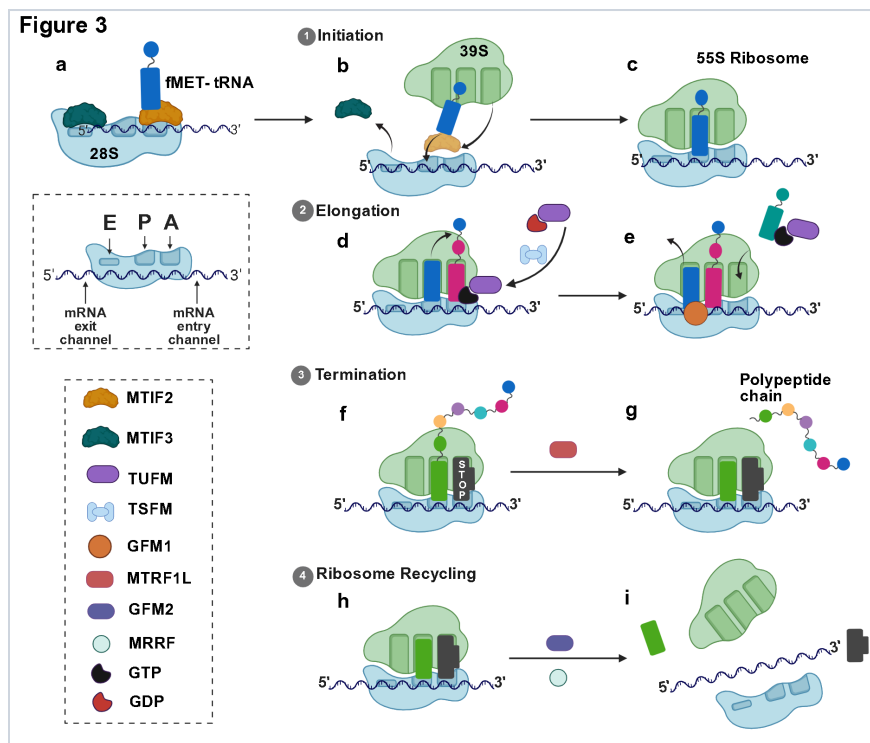 Figure 3
1 Initiation
a
fMET- tRNA
5'
3'
28S
b
39S
5'
3'
c
55S Ribosome
5'
3'
E P A
5'
3'
mRNA
exit
channel
mRNA
entry
channel
2 Elongation
d
5'
3'
e
5'
3'
3 Termination
f
STOP
5'
3'
g
Polypeptide
chain
5'
3'
4 Ribosome Recycling
h
5'
3'
i
5'
3'
MTIF2
MTIF3
TUFM
TSFM
GFM1
MTRF1L
GFM2
MRRF
GTP
GDP